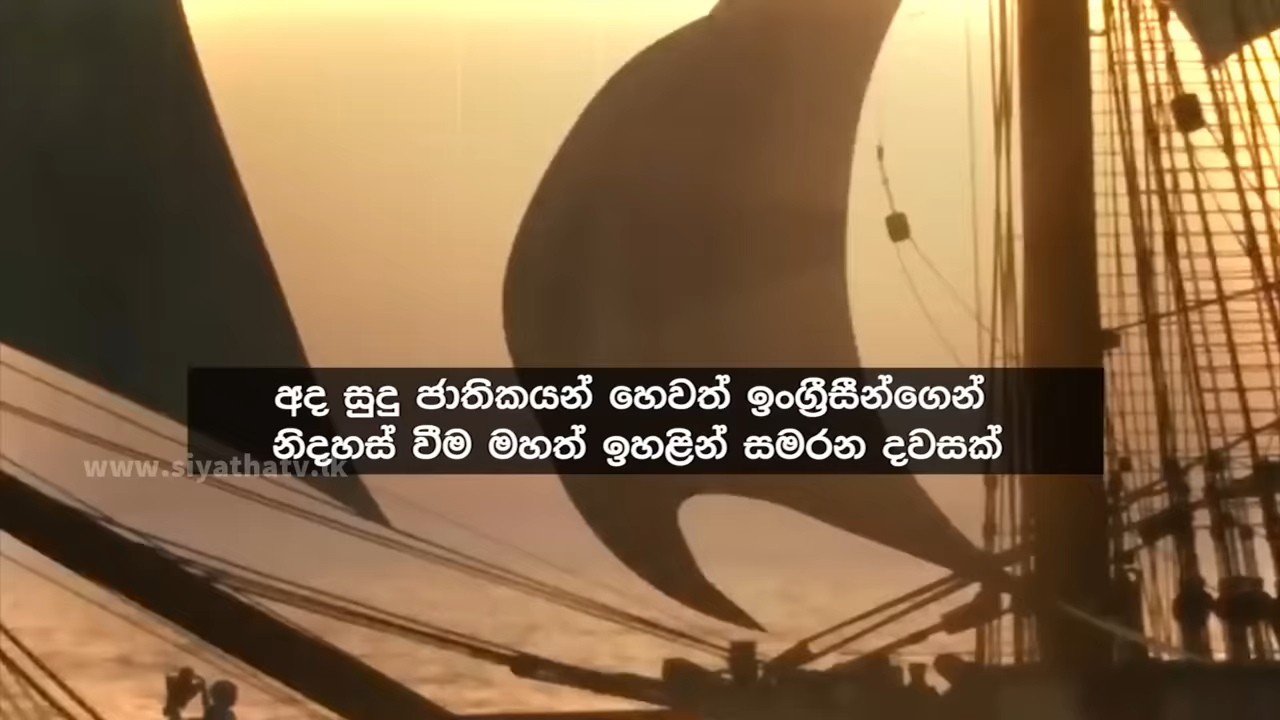 අද සුදු ජාතිකයන් හෙවත් ඉංග්‍රීසීන්ගෙන්
නිදහස් වීම මහත් ඉහළින් සමරන දවසක්
www.siyathatv.lk